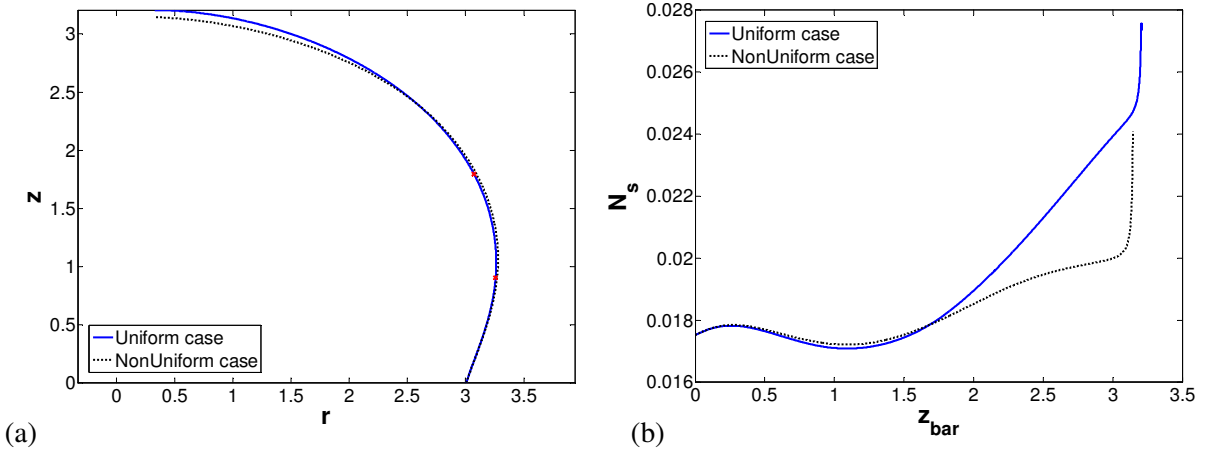 3
2.5
2
1.5
1
0.5
0
z
Uniform case
NonUniform case
0 0.5 1 1.5 2 2.5 3 3.5
r
(a)
0.028
0.026
0.024
0.022
0.02
0.018
0.016
N_s
Uniform case
NonUniform case
0 0.5 1 1.5 2 2.5 3 3.5
z_bar
(b)